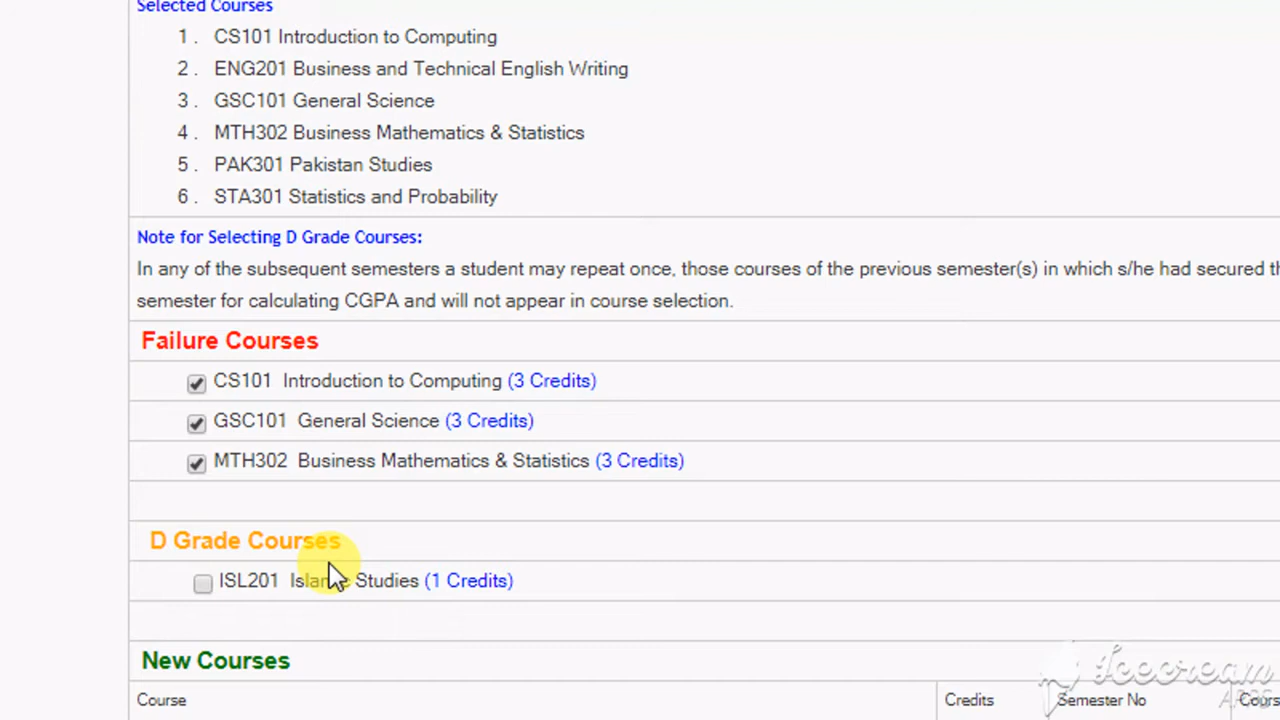 Selected Courses
1 . CS101 Introduction to Computing
2 . ENG201 Business and Technical English Writing
3 . GSC101 General Science
4 . MTH302 Business Mathematics & Statistics
5 . PAK301 Pakistan Studies
6 . STA301 Statistics and Probability
Note for Selecting D Grade Courses:
In any of the subsequent semesters a student may repeat once, those courses of the previous semester(s) in which s/he had secured
semester for calculating CGPA and will not appear in course selection.
Failure Courses
CS101 Introduction to Computing (3 Credits)
GSC101 General Science (3 Credits)
MTH302 Business Mathematics & Statistics (3 Credits)
D Grade Courses
ISL201 Islamic Studies (1 Credits)
New Courses
Course Credits Semester No
Icecream
APPS